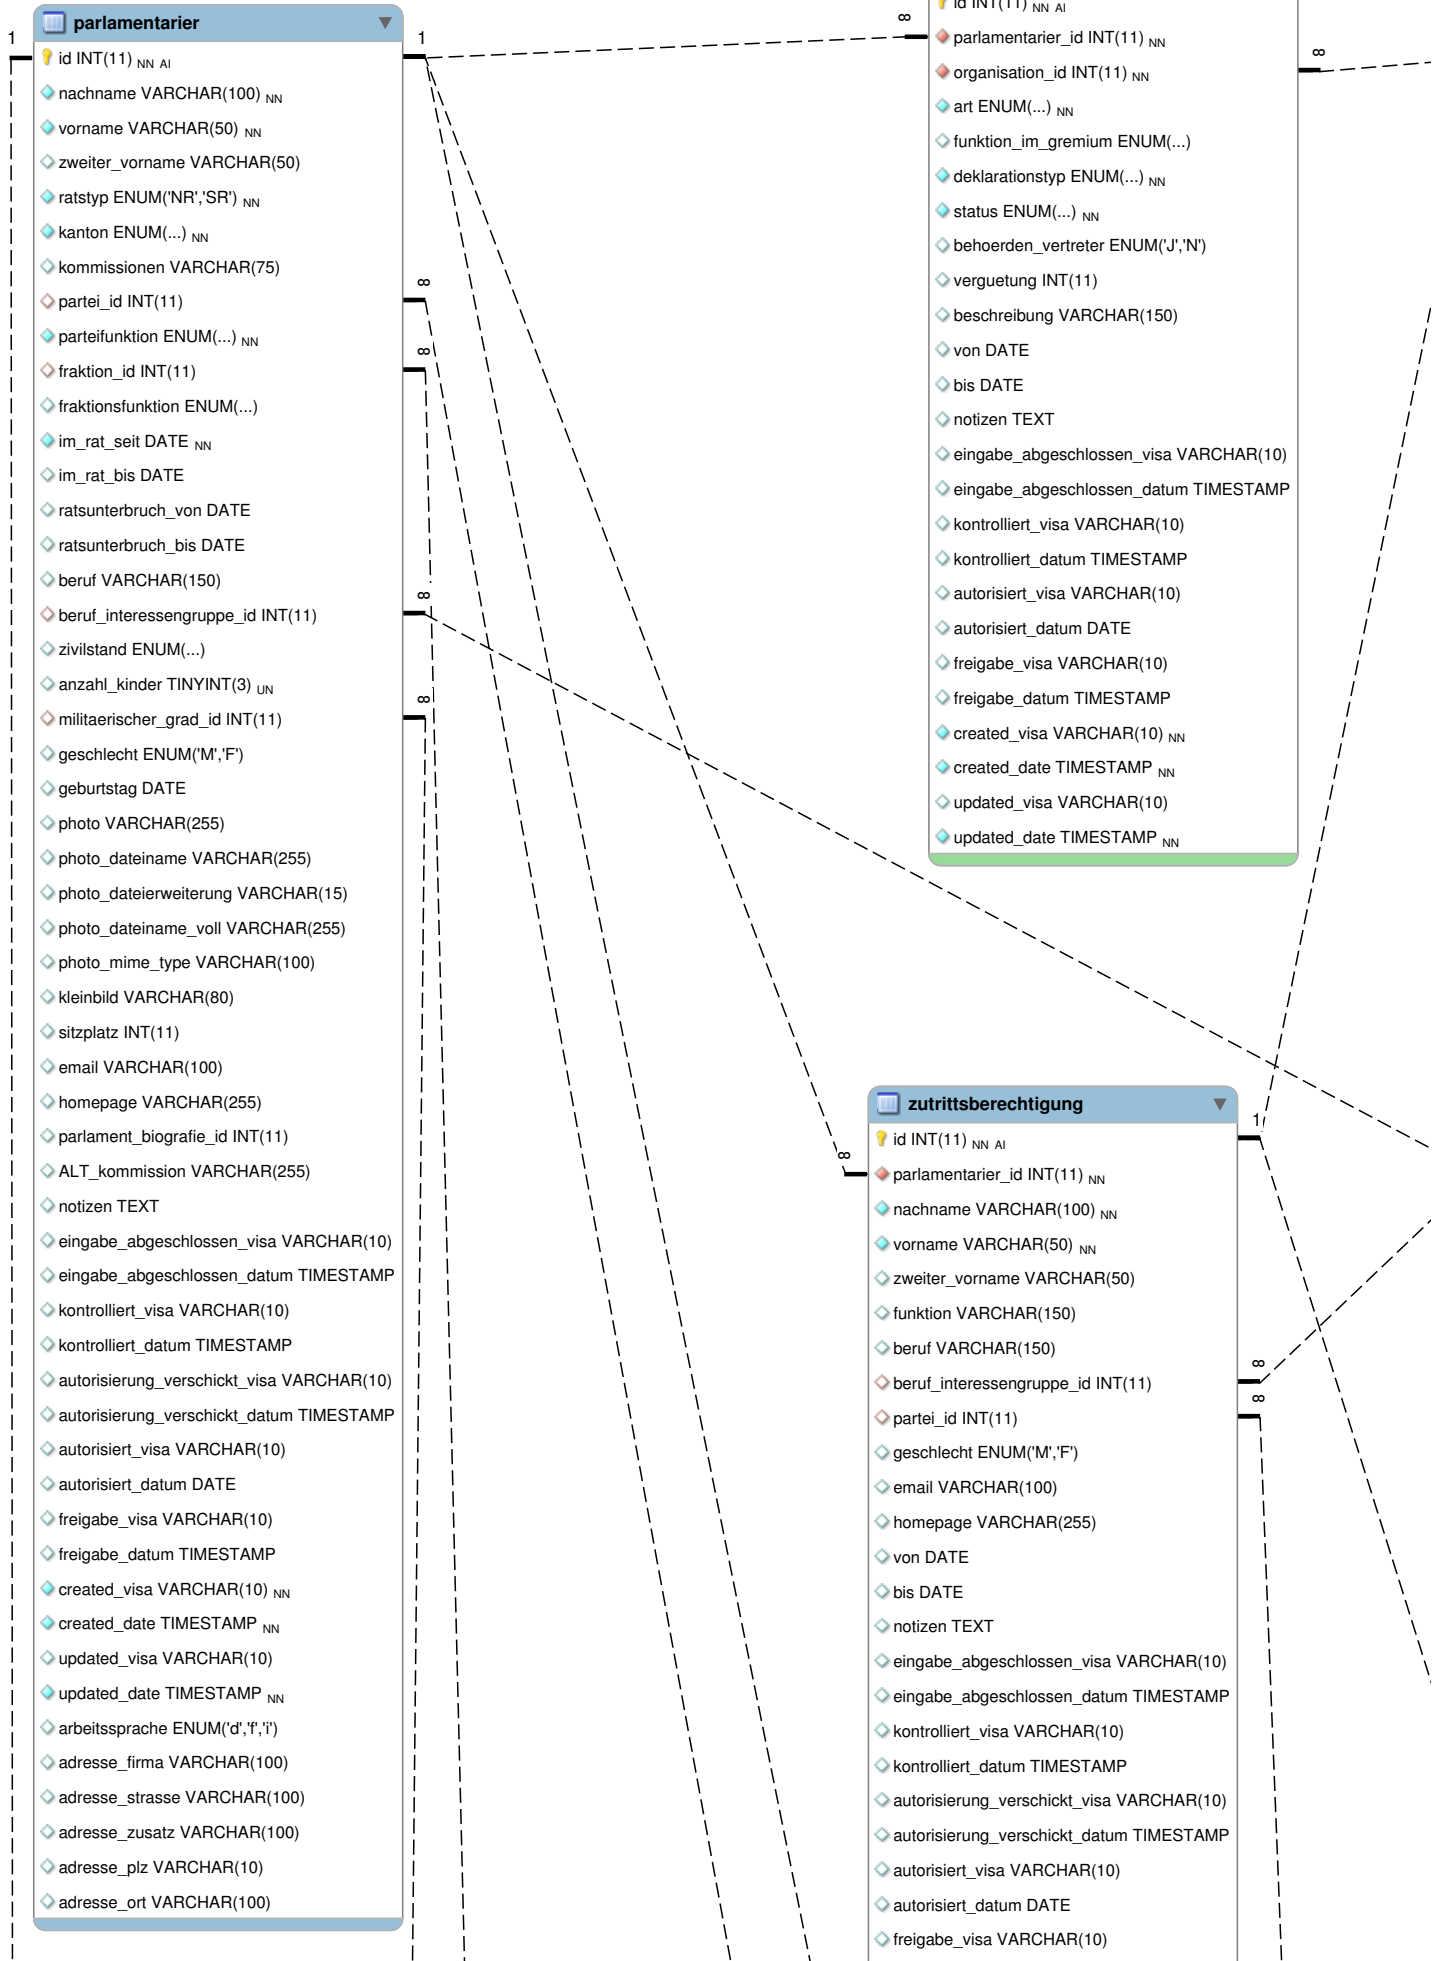 parlamentarier
1
id INT(11) NN AI
1
nachname VARCHAR(100) NN
vorname VARCHAR(50) NN
zweiter_vorname VARCHAR(50)
ratstyp ENUM('NR','SR') NN
kanton ENUM(...) NN
kommissionen VARCHAR(75)
∞
partei_id INT(11)
parteifunktion ENUM(...) NN
∞
fraktion_id INT(11)
fraktionsfunktion ENUM(...)
im_rat_seit DATE NN
im_rat_bis DATE
ratsunterbruch_von DATE
ratsunterbruch_bis DATE
beruf VARCHAR(150)
∞
beruf_interessengruppe_id INT(11)
zivilstand ENUM(...)
anzahl_kinder TINYINT(3) UN
∞
militaerischer_grad_id INT(11)
geschlecht ENUM('M','F')
geburtstag DATE
photo VARCHAR(255)
photo_dateiname VARCHAR(255)
photo_dateierweiterung VARCHAR(15)
photo_dateiname_voll VARCHAR(255)
photo_mime_type VARCHAR(100)
kleinbild VARCHAR(80)
sitzplatz INT(11)
email VARCHAR(100)
homepage VARCHAR(255)
parlament_biografie_id INT(11)
ALT_kommission VARCHAR(255)
notizen TEXT
eingabe_abgeschlossen_visa VARCHAR(10)
eingabe_abgeschlossen_datum TIMESTAMP
kontrolliert_visa VARCHAR(10)
kontrolliert_datum TIMESTAMP
autorisierung_verschickt_visa VARCHAR(10)
autorisierung_verschickt_datum TIMESTAMP
autorisiert_visa VARCHAR(10)
autorisiert_datum DATE
freigabe_visa VARCHAR(10)
freigabe_datum TIMESTAMP
created_visa VARCHAR(10) NN
created_date TIMESTAMP NN
updated_visa VARCHAR(10)
updated_date TIMESTAMP NN
arbeitssprache ENUM('d','f','i')
adresse_firma VARCHAR(100)
adresse_strasse VARCHAR(100)
adresse_zusatz VARCHAR(100)
adresse_plz VARCHAR(10)
adresse_ort VARCHAR(100)
id INT(11) NN AI
∞
parlamentarier_id INT(11) NN
∞
organisation_id INT(11) NN
art ENUM(...) NN
funktion_im_gremium ENUM(...)
deklarationstyp ENUM(...) NN
status ENUM(...) NN
behoerden_vertreter ENUM('J','N')
verguetung INT(11)
beschreibung VARCHAR(150)
von DATE
bis DATE
notizen TEXT
eingabe_abgeschlossen_visa VARCHAR(10)
eingabe_abgeschlossen_datum TIMESTAMP
kontrolliert_visa VARCHAR(10)
kontrolliert_datum TIMESTAMP
autorisiert_visa VARCHAR(10)
autorisiert_datum DATE
freigabe_visa VARCHAR(10)
freigabe_datum TIMESTAMP
created_visa VARCHAR(10) NN
created_date TIMESTAMP NN
updated_visa VARCHAR(10)
updated_date TIMESTAMP NN
zutrittsberechtigung
id INT(11) NN AI
1
∞
parlamentarier_id INT(11) NN
nachname VARCHAR(100) NN
vorname VARCHAR(50) NN
zweiter_vorname VARCHAR(50)
funktion VARCHAR(150)
beruf VARCHAR(150)
∞
beruf_interessengruppe_id INT(11)
∞
partei_id INT(11)
geschlecht ENUM('M','F')
email VARCHAR(100)
homepage VARCHAR(255)
von DATE
bis DATE
notizen TEXT
eingabe_abgeschlossen_visa VARCHAR(10)
eingabe_abgeschlossen_datum TIMESTAMP
kontrolliert_visa VARCHAR(10)
kontrolliert_datum TIMESTAMP
autorisierung_verschickt_visa VARCHAR(10)
autorisierung_verschickt_datum TIMESTAMP
autorisiert_visa VARCHAR(10)
autorisiert_datum DATE
freigabe_visa VARCHAR(10)